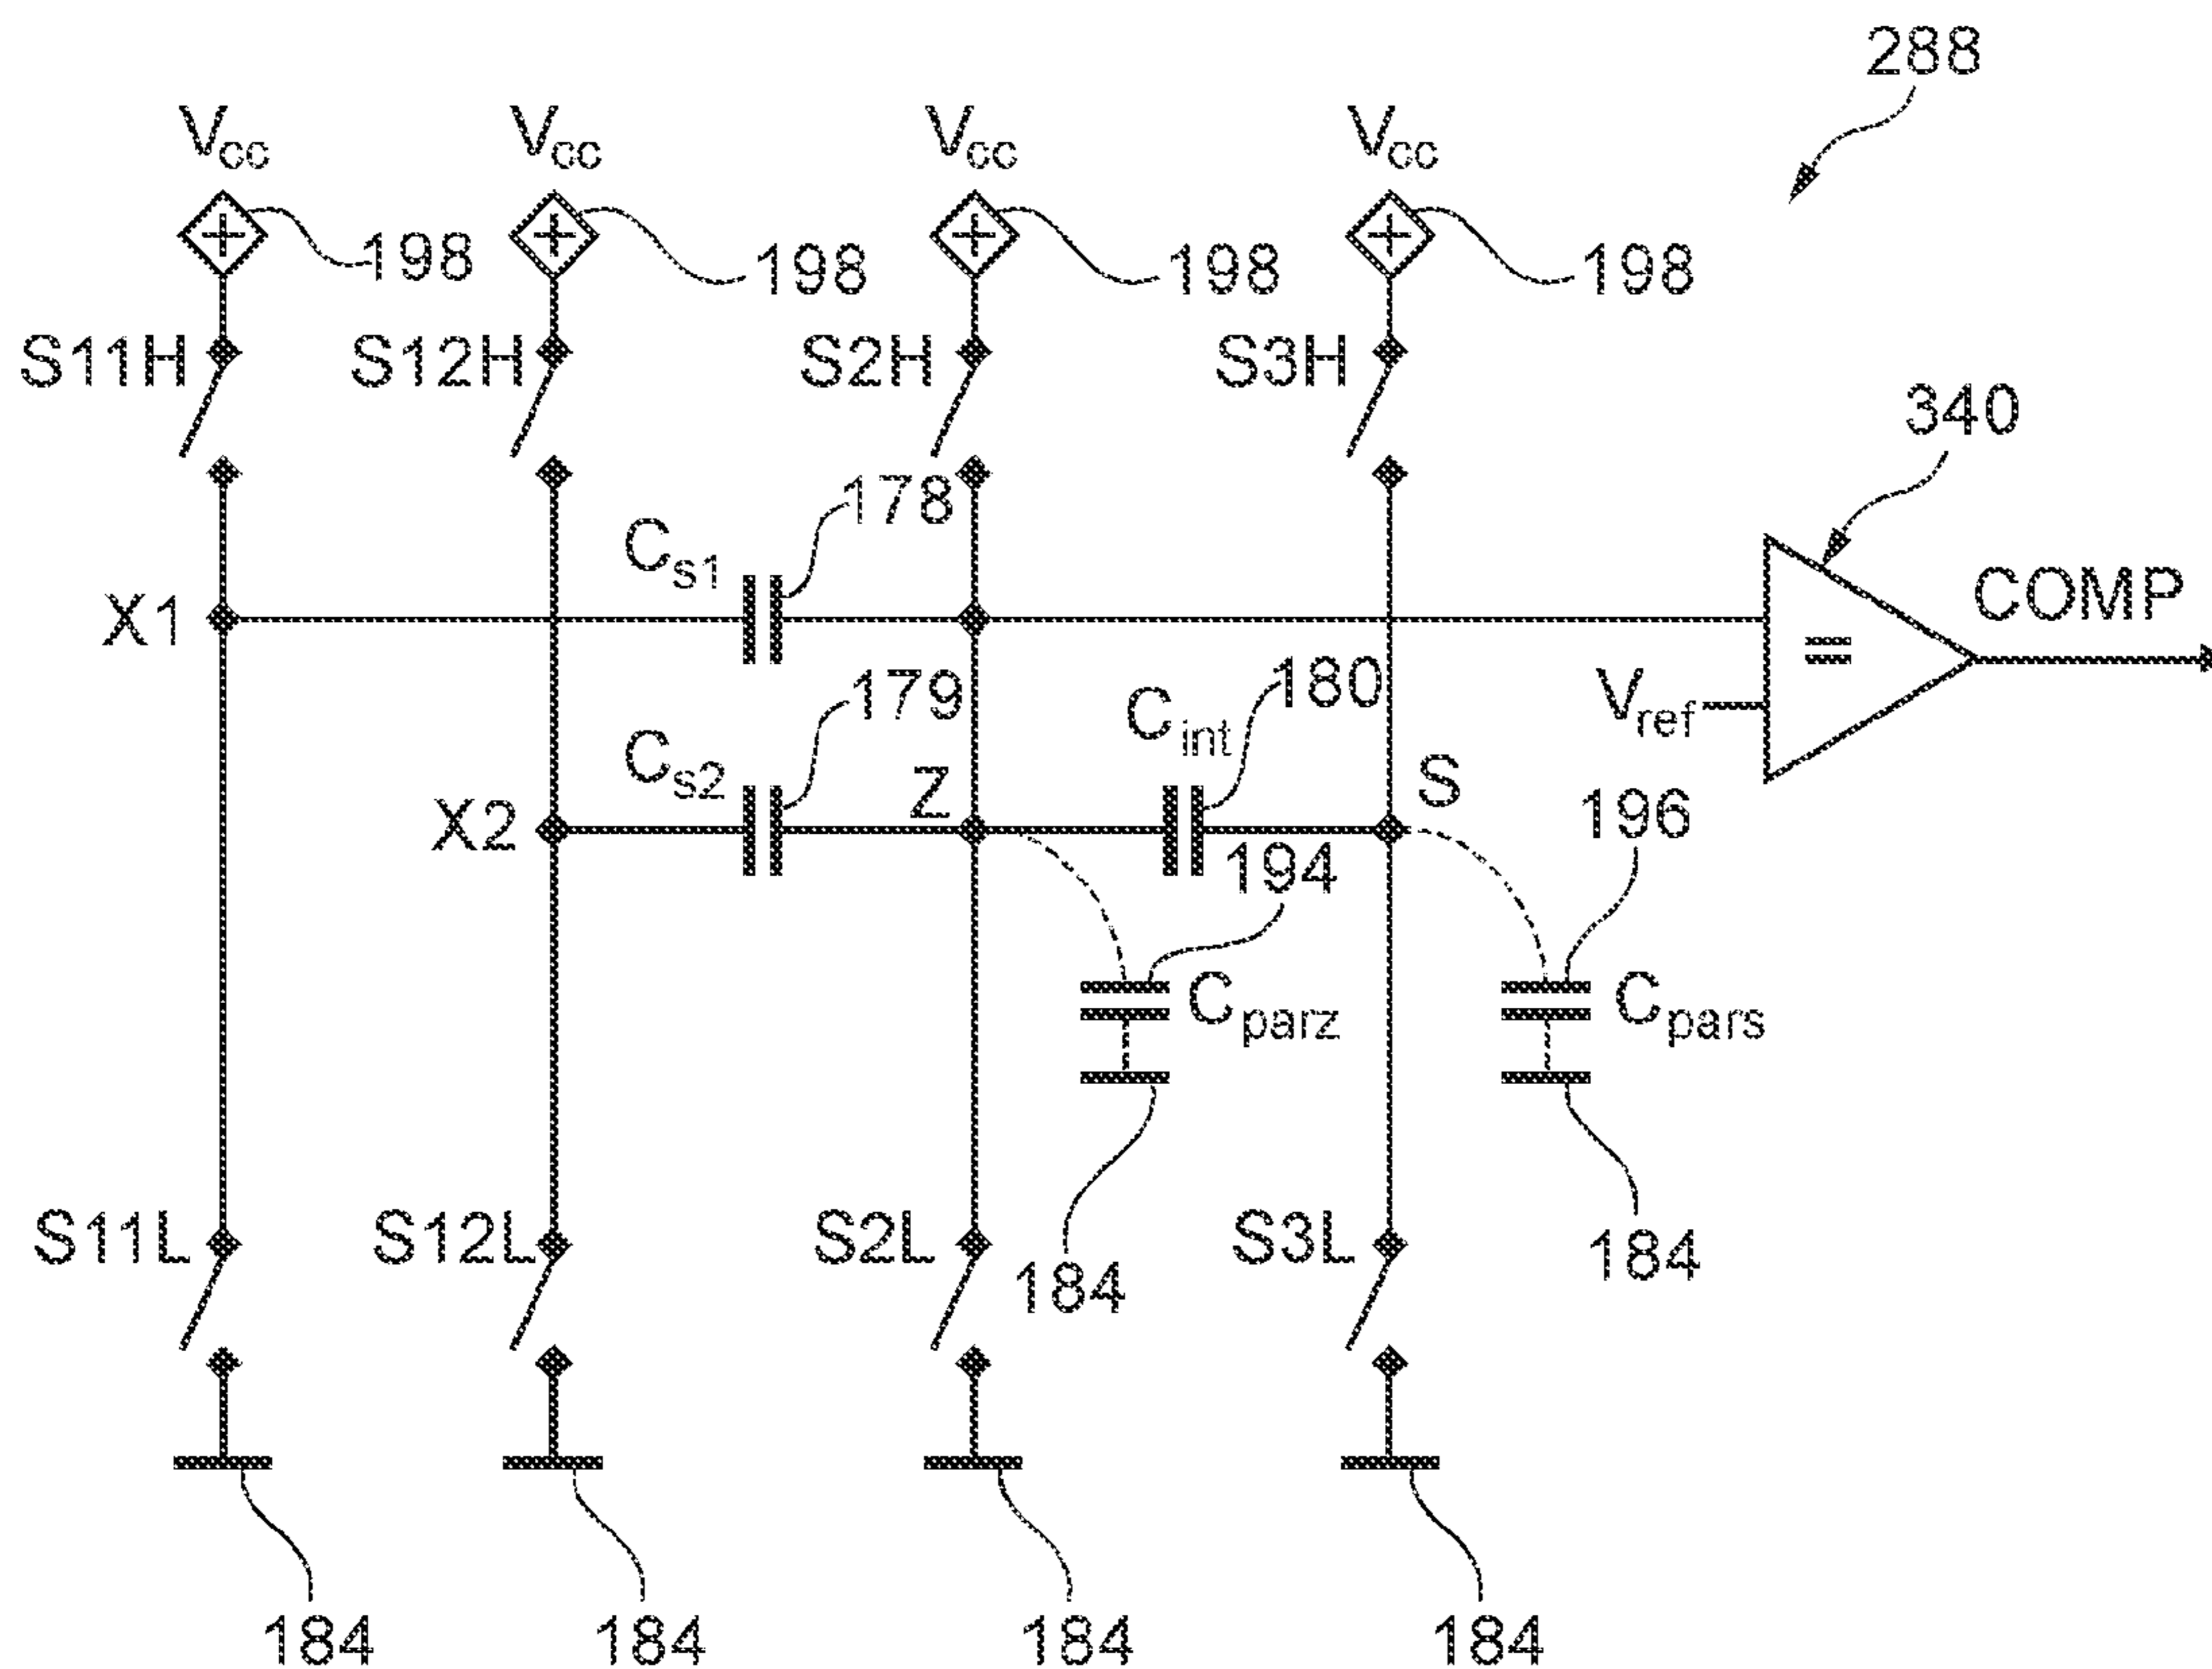 288
Vcc Vcc Vcc Vcc
198 198 198 198
S11H S12H S2H S3H
340
178
Cs1
X1
COMP
=
179
180
Cint
Vref
Cs2
Z
S
X2
194
196
Cparz
Cpars
S11L S12L S2L S3L
184 184
184 184 184 184